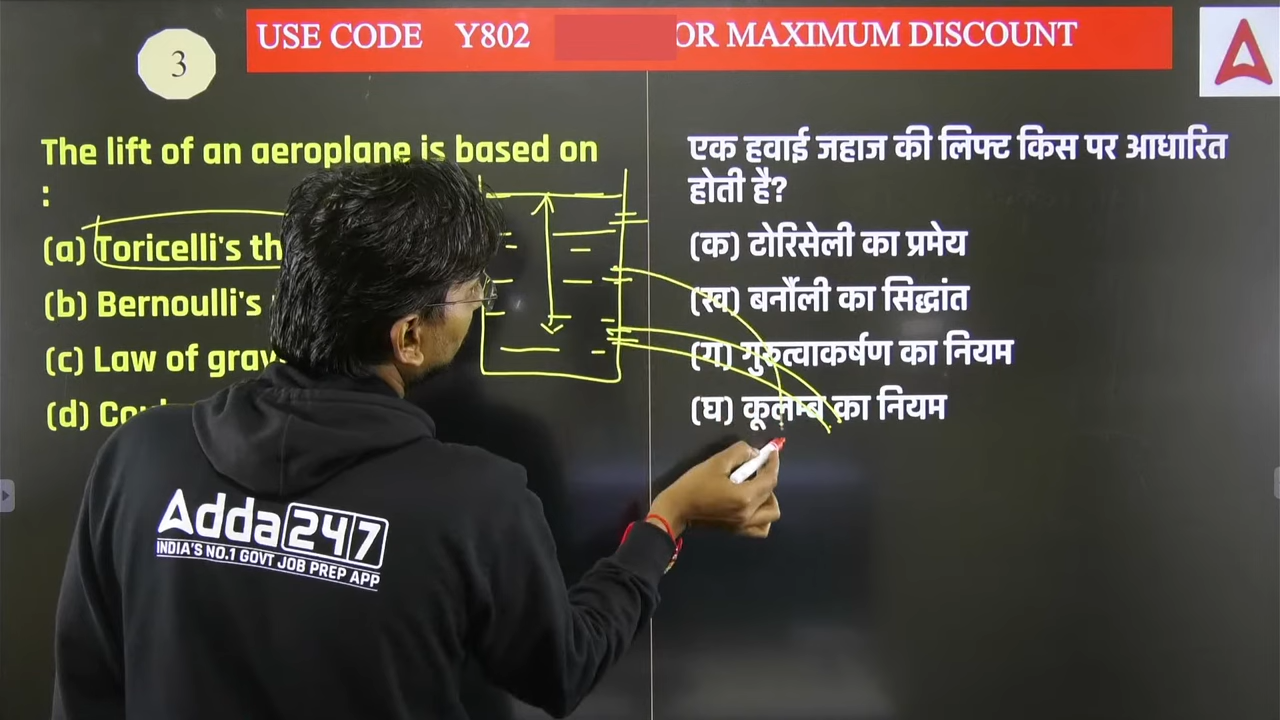 3
USE CODE Y802 OR MAXIMUM DISCOUNT
The lift of an aeroplane is based on
:
(a) Toricelli's th
(b) Bernoulli's
(c) Law of grav
(d)
एक हवाई जहाज की लिफ्ट किस पर आधारित
होती है?
(क) टोरिसेली का प्रमेय
(ख) बर्नौली का सिद्धांत
(ग) गुरुत्वाकर्षण का नियम
(घ) कूलम्ब का नियम
Adda247
INDIA'S NO.1 GOVT JOB PREP APP